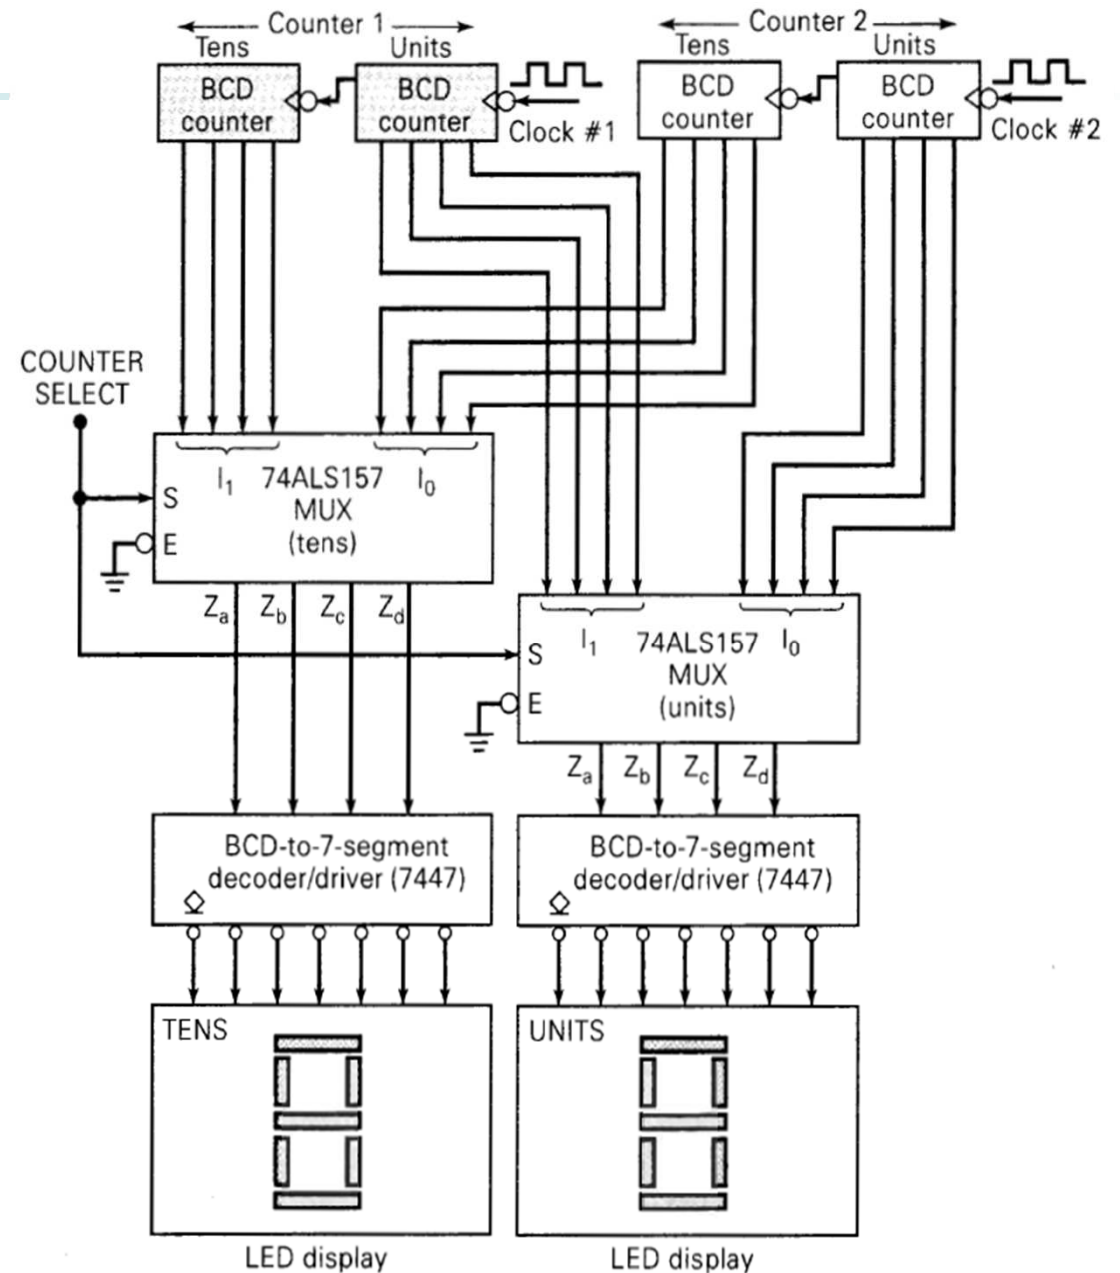 Counter 1
Counter 2
Tens
Units
Tens
Units
BCD
counter
BCD
counter
Clock #1
BCD
counter
BCD
counter
Clock #2
COUNTER
SELECT
I1
74ALS157
MUX
(tens)
I0
S
E
Za
Zb
Zc
Zd
I1
74ALS157
MUX
(units)
I0
S
E
Za
Zb
Zc
Zd
BCD-to-7-segment
decoder/driver (7447)
BCD-to-7-segment
decoder/driver (7447)
TENS
UNITS
LED display
LED display